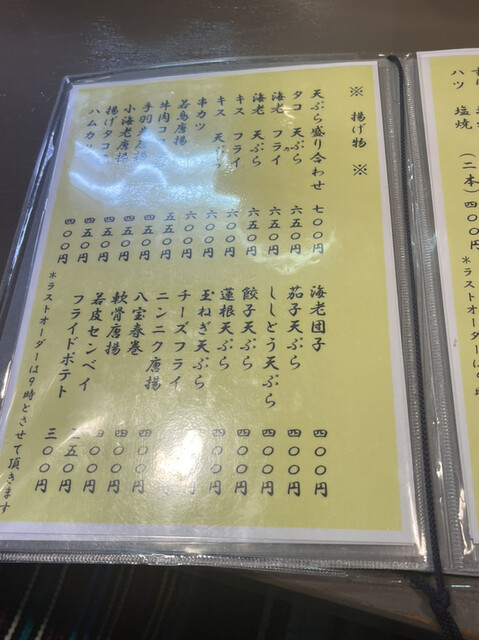 ※ 揚げ物 ※
天ぷら盛り合わせ 七〇〇円
タコ 天ぷら 六五〇円
海老 フライ 六五〇円
海老 天ぷら 六五〇円
キス フライ 六〇〇円
キス 天ぷら 六〇〇円
串カツ 六〇〇円
若鳥唐揚 五五〇円
牛肉コ 五五〇円
手羽先唐揚 四五〇円
小海老唐揚 四五〇円
揚げタコ 四五〇円
ハムカツ 四〇〇円
海老団子 四〇〇円
茄子天ぷら 四〇〇円
ししとう天ぷら 四〇〇円
餃子天ぷら 四〇〇円
蓮根天ぷら 四〇〇円
玉ねぎ天ぷら 〇〇円
チーズフライ 円
ニンニク唐揚 円
八宝春巻 四〇〇円
軟骨唐揚 四〇〇円
若皮センベイ 二五〇円
フライドポテト 三〇〇円
*ラストオーダーは9時とさせて頂きます
ハツ 塩焼 (二本) 四〇〇円
*ラストオーダーは9時